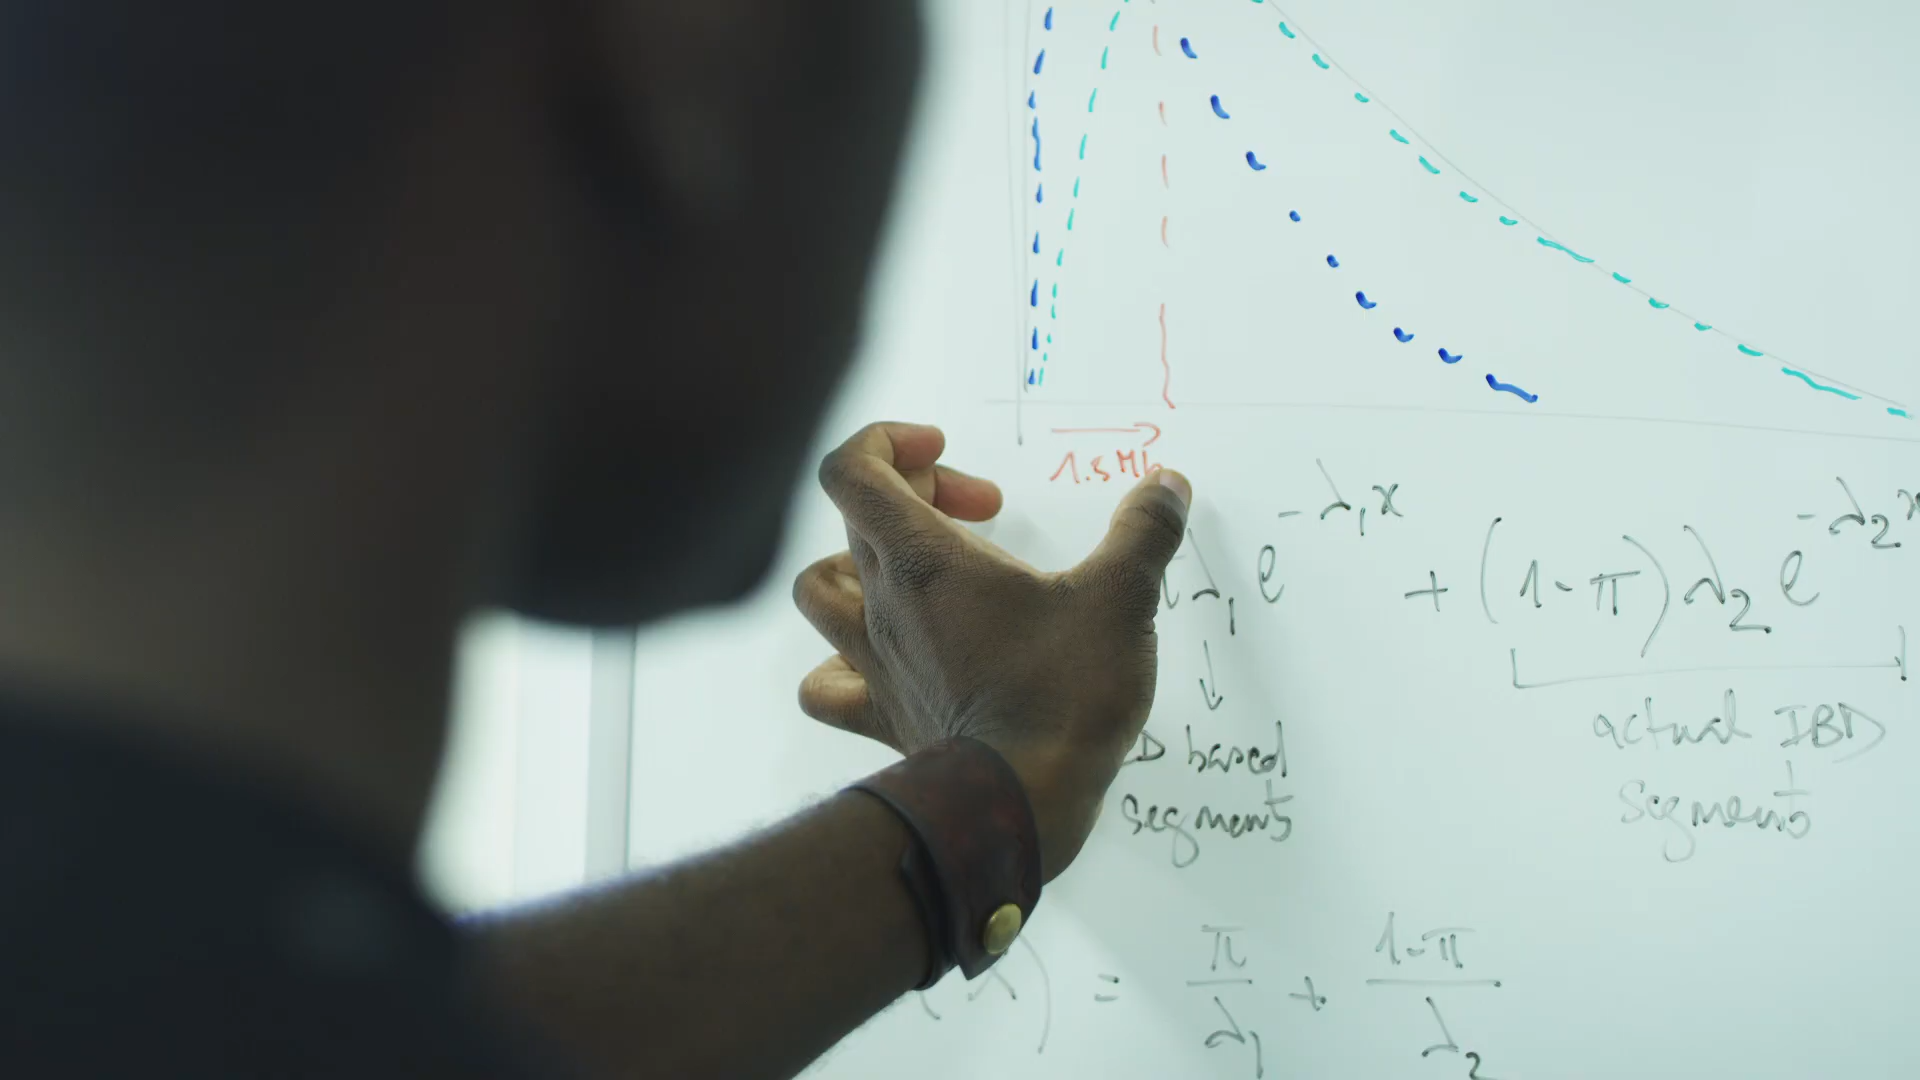 1.5 Mb
λ₁ e^(-λ₁x) + (1-π) λ₂ e^(-λ₂x)
based segments
actual IBD segments
(x) = π/λ₁ + (1-π)/λ₂